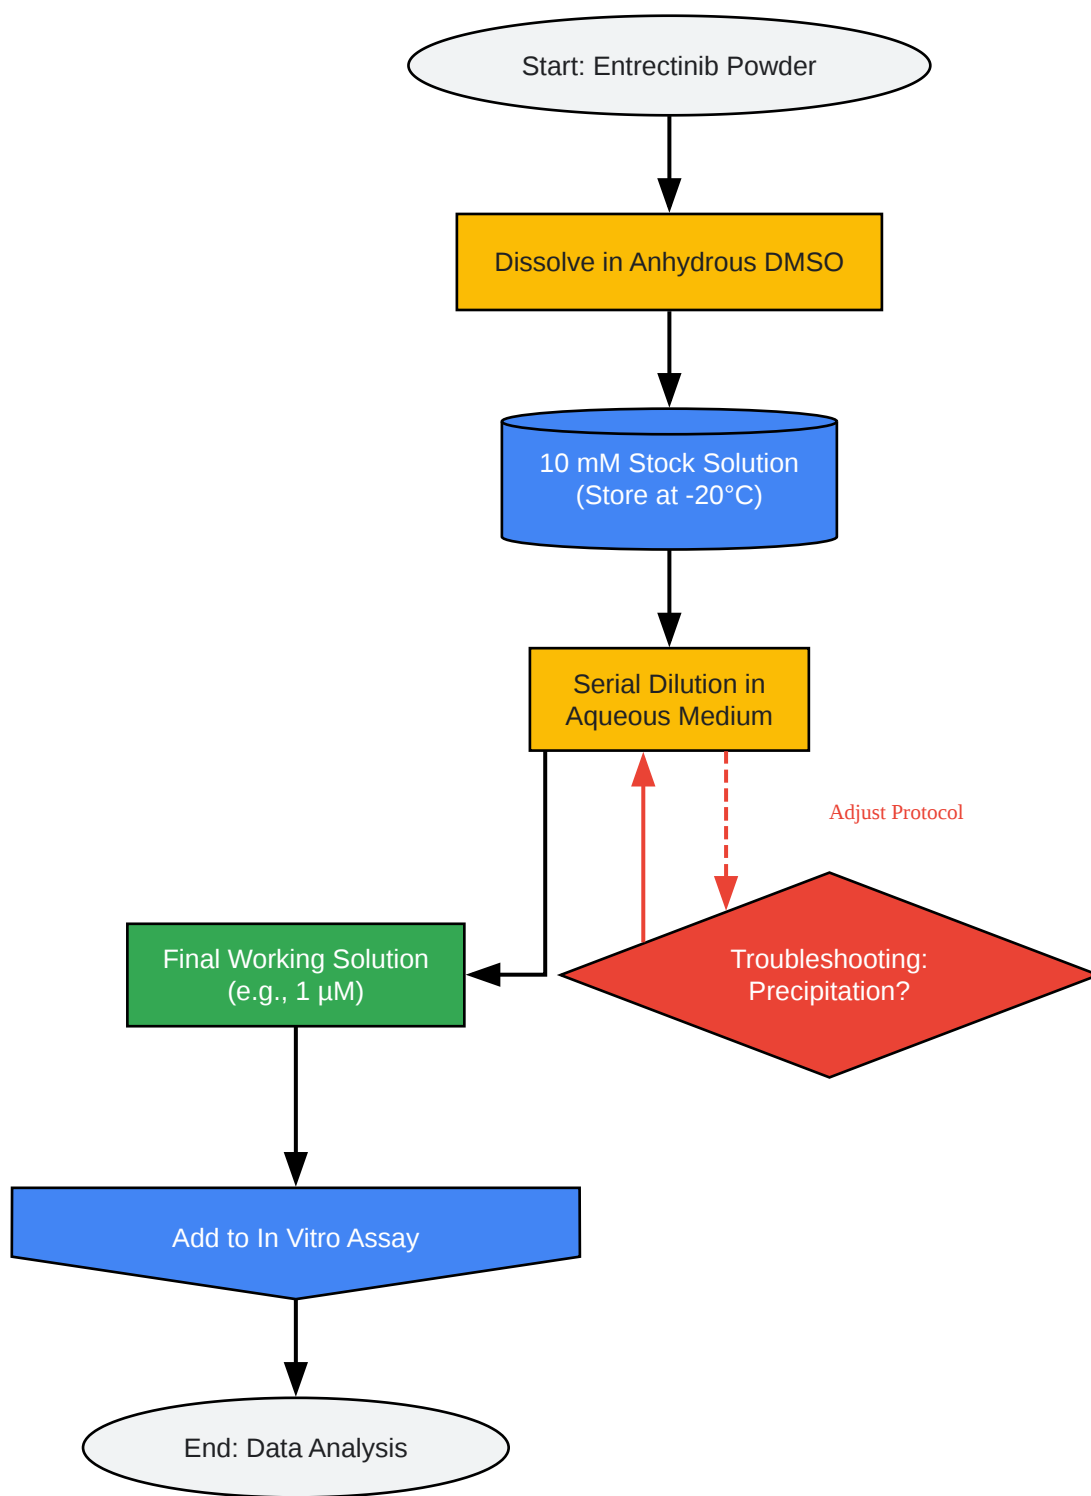 Start: Entrectinib Powder
Dissolve in Anhydrous DMSO
10 mM Stock Solution
(Store at -20°C)
Serial Dilution in
Aqueous Medium
Adjust Protocol
Final Working Solution
(e.g., 1 µM)
Troubleshooting:
Precipitation?
Add to In Vitro Assay
End: Data Analysis